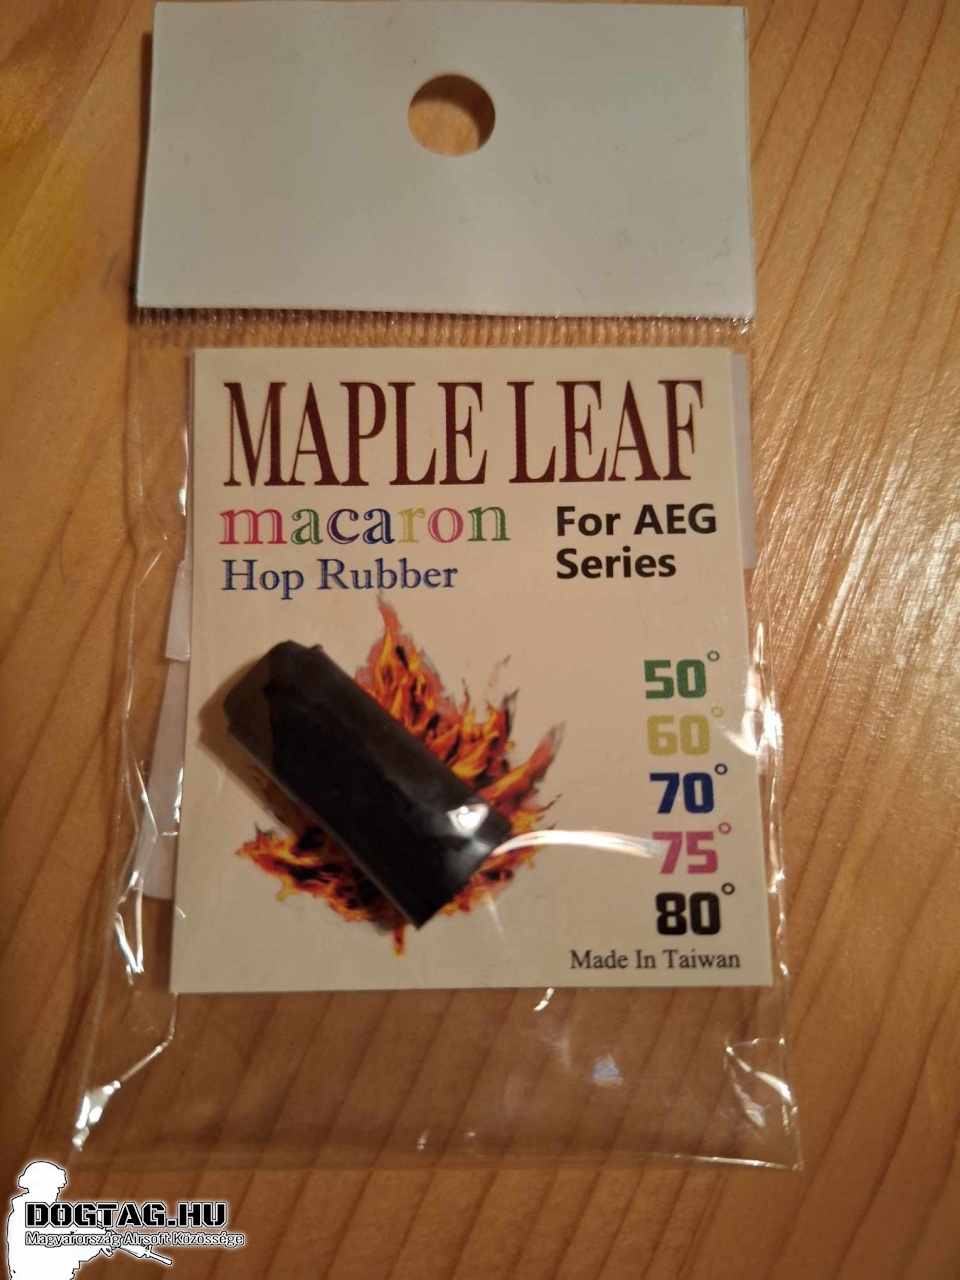 MAPLE LEAF
macaron
Hop Rubber
For AEG
Series
50°
60°
70°
75°
80°
Made In Taiwan
DOGTAG.HU
Magyarország Airsoft Közössége